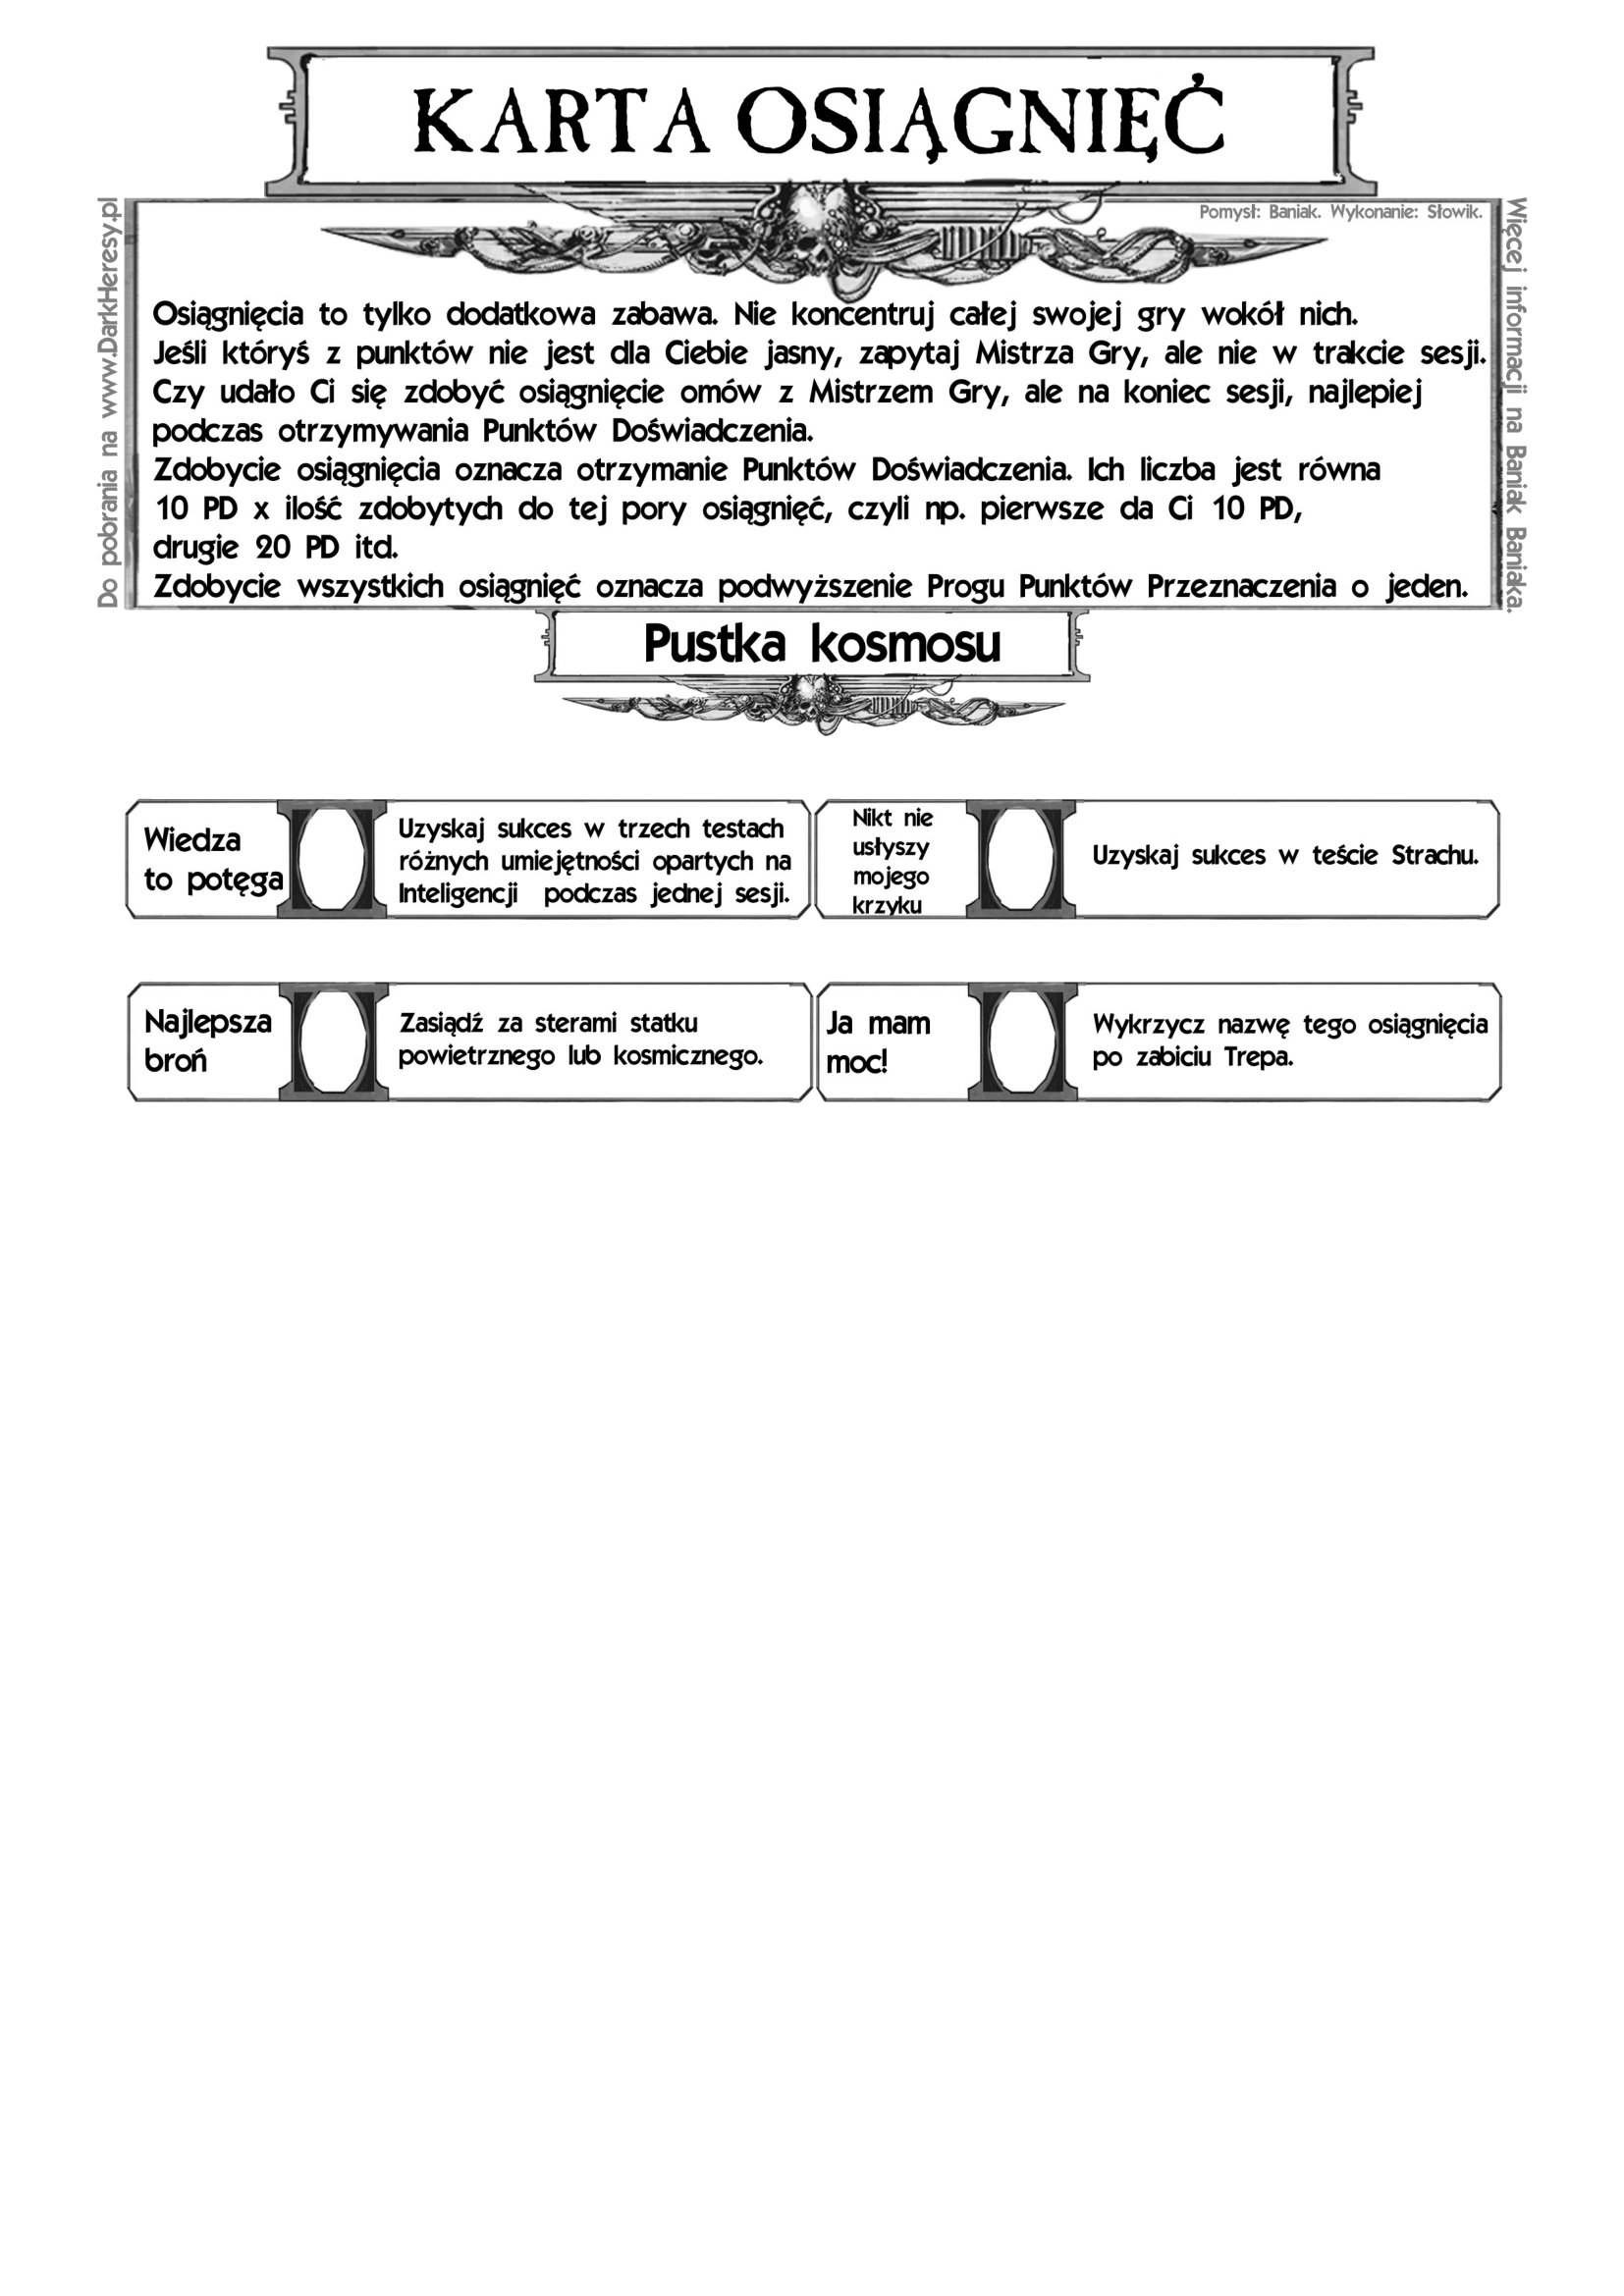 KARTA OSIĄGNIĘĆ
Pomysł: Baniak. Wykonanie: Słowik.
Do pobrania na www.DarkHeresy.pl
Więcej informacji na Baniak Baniaka.
Osiągnięcia to tylko dodatkowa zabawa. Nie koncentruj całej swojej gry wokół nich.
Jeśli któryś z punktów nie jest dla Ciebie jasny, zapytaj Mistrza Gry, ale nie w trakcie sesji.
Czy udało Ci się zdobyć osiągnięcie omów z Mistrzem Gry, ale na koniec sesji, najlepiej
podczas otrzymywania Punktów Doświadczenia.
Zdobycie osiągnięcia oznacza otrzymanie Punktów Doświadczenia. Ich liczba jest równa
10 PD x ilość zdobytych do tej pory osiągnięć, czyli np. pierwsze da Ci 10 PD,
drugie 20 PD itd.
Zdobycie wszystkich osiągnięć oznacza podwyższenie Progu Punktów Przeznaczenia o jeden.
Pustka kosmosu
Wiedza
to potęga
Uzyskaj sukces w trzech testach
różnych umiejętności opartych na
Inteligencji podczas jednej sesji.
Nikt nie
usłyszy
mojego
krzyku
Uzyskaj sukces w teście Strachu.
Najlepsza
broń
Zasiądź za sterami statku
powietrznego lub kosmicznego.
Ja mam
moc!
Wykrzycz nazwę tego osiągnięcia
po zabiciu Trepa.